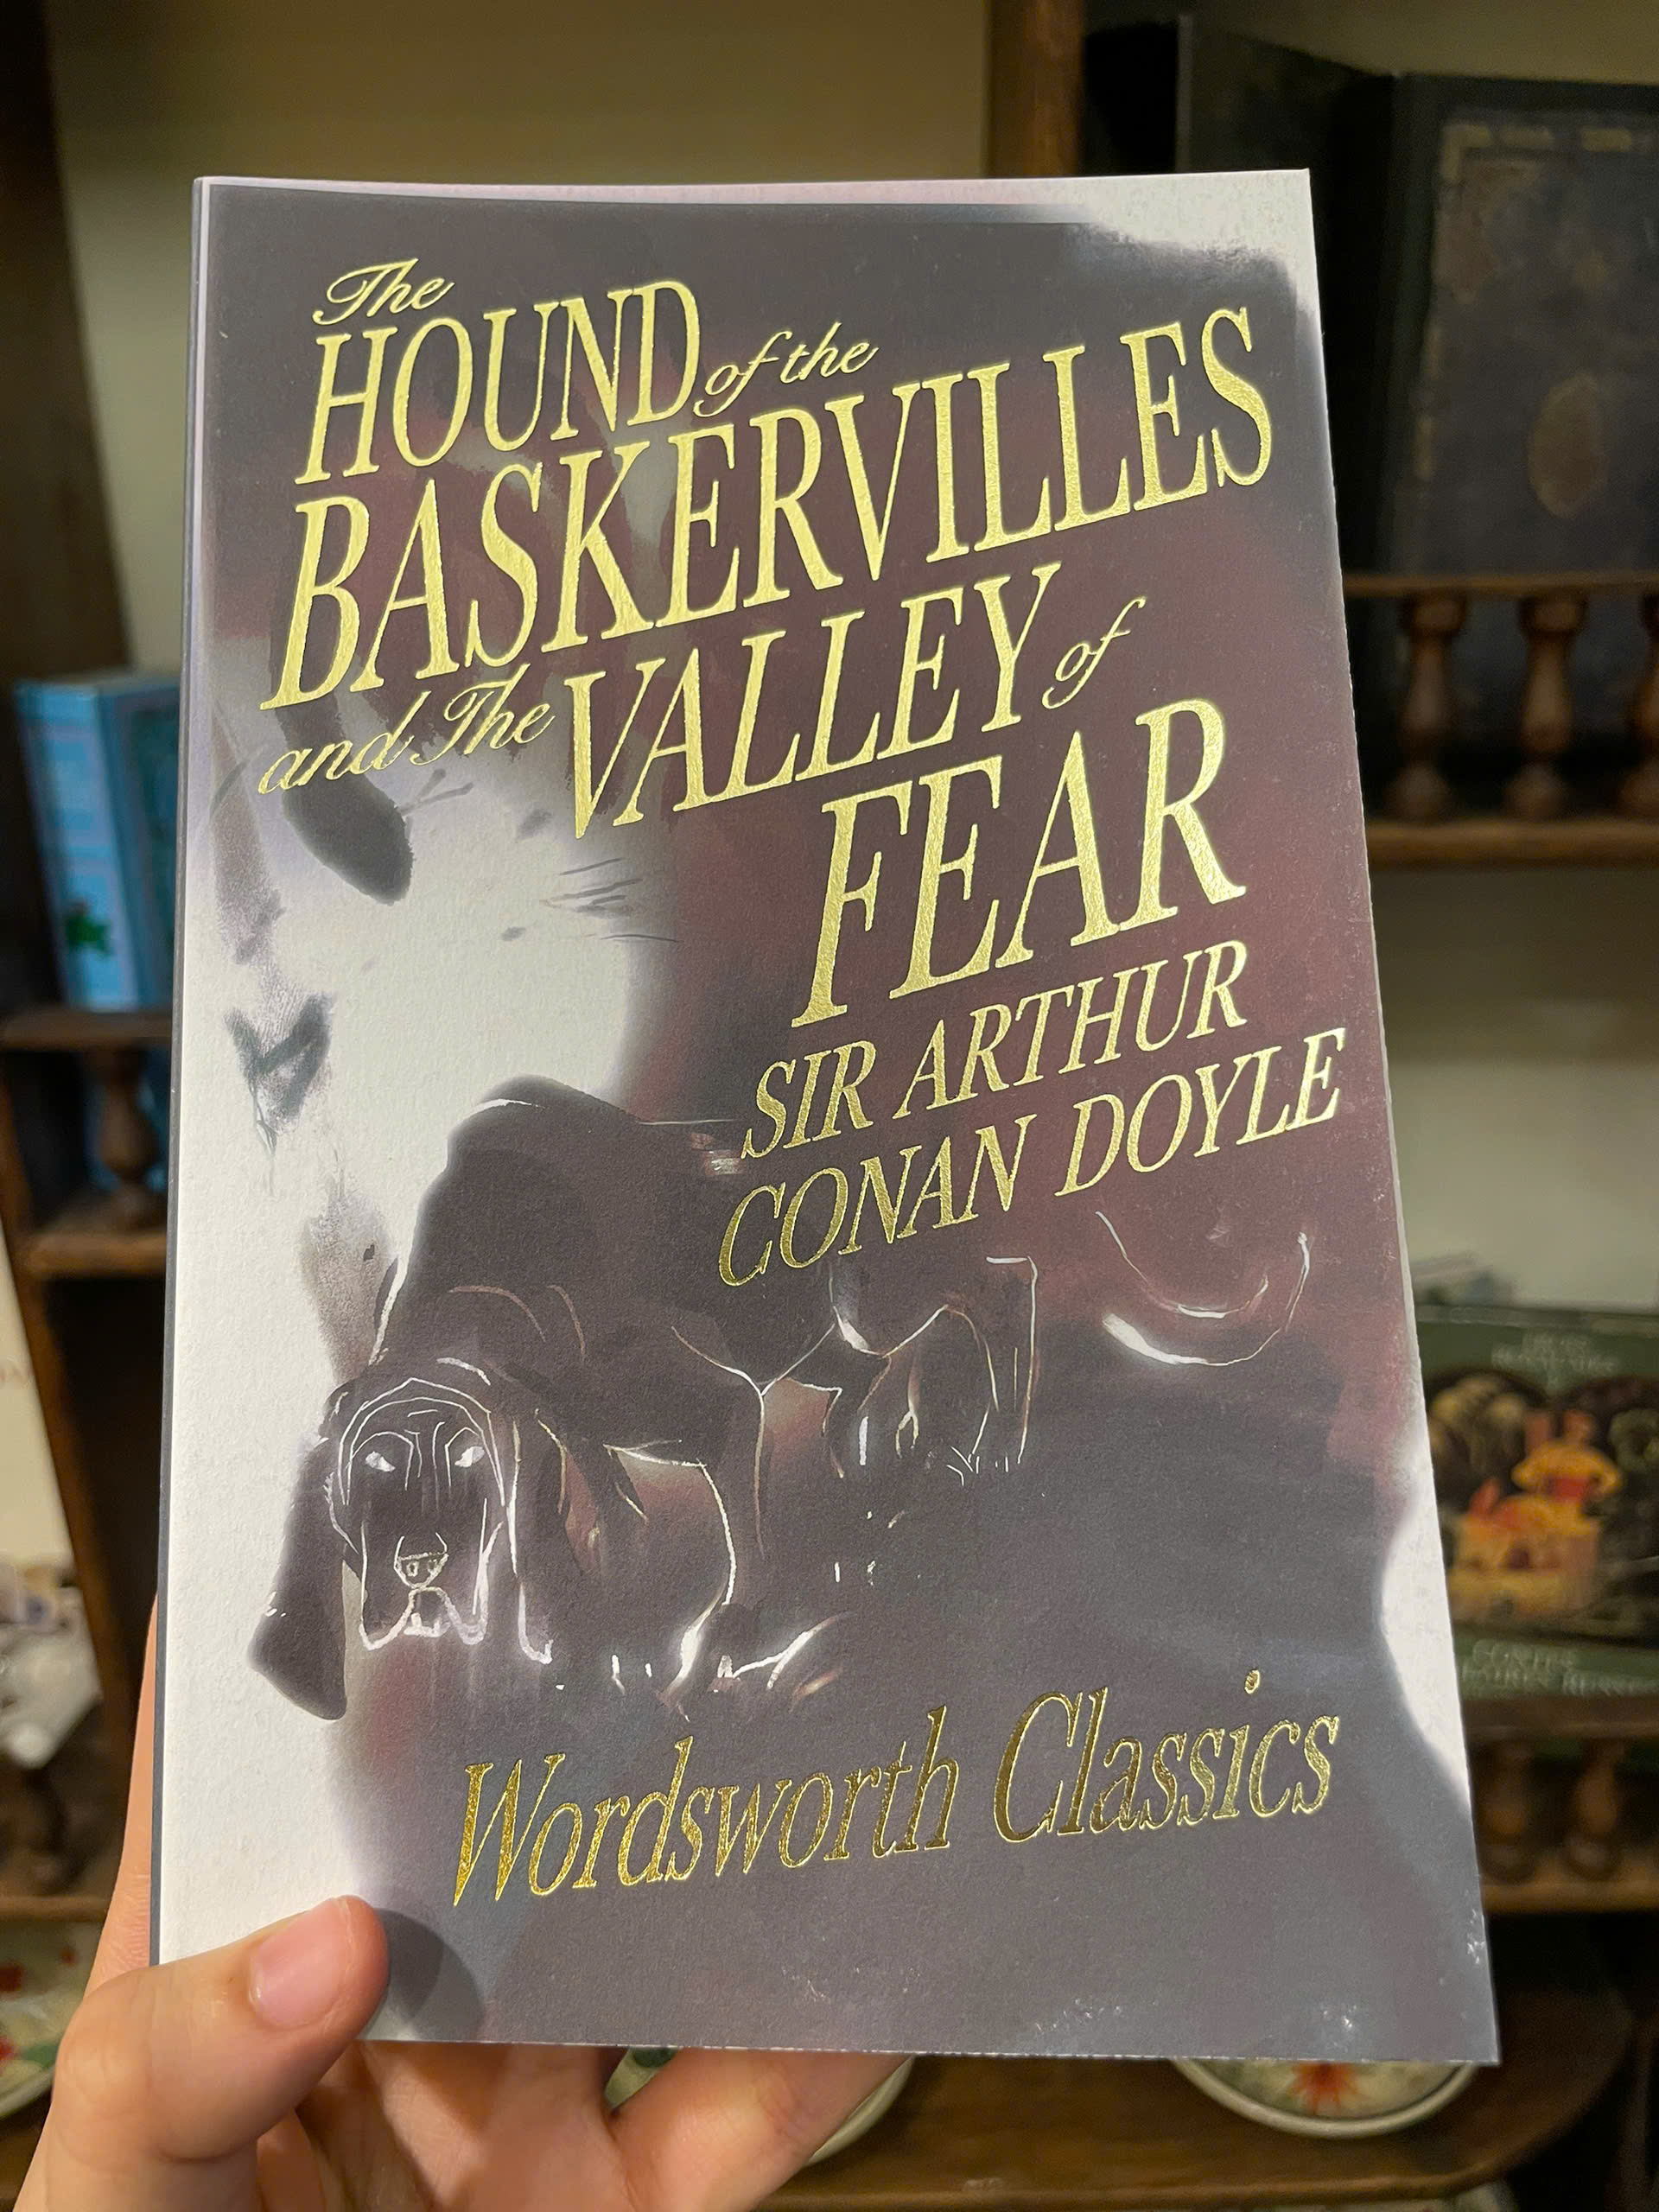 The
HOUND of the
BASKERVILLES
and The VALLEY of
FEAR
SIR ARTHUR
CONAN DOYLE
Wordsworth Classics